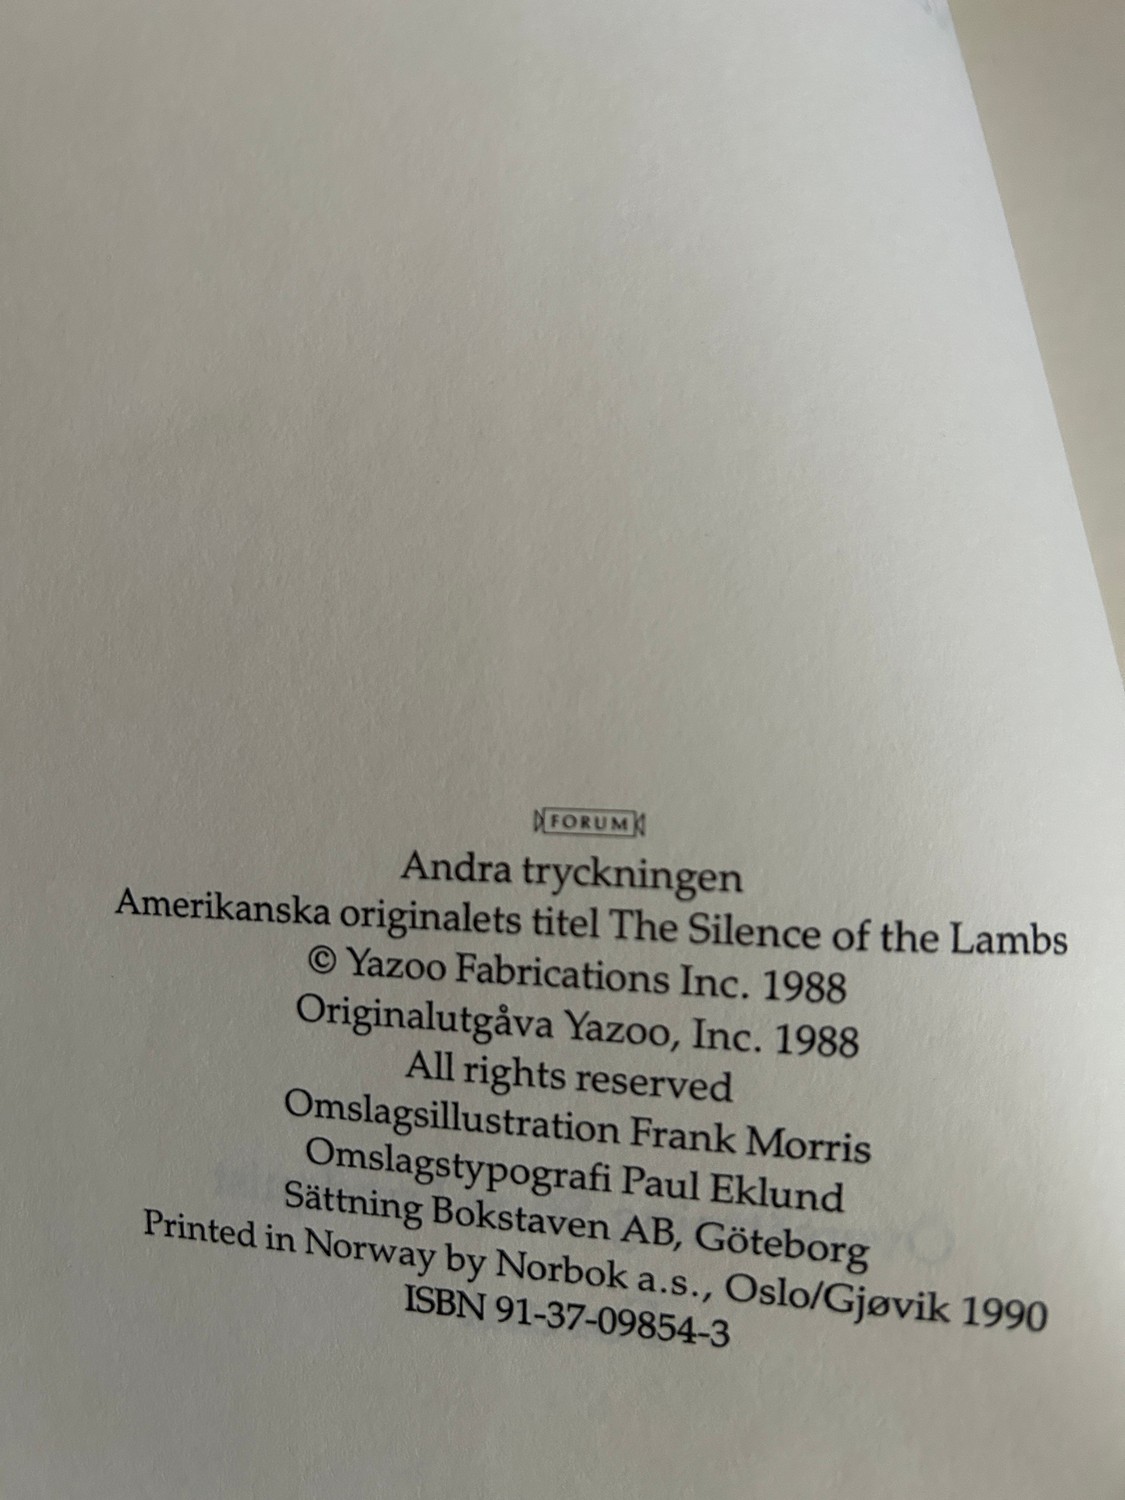 FORUM
Andra tryckningen
Amerikanska originalets titel The Silence of the Lambs
© Yazoo Fabrications Inc. 1988
Originalutgåva Yazoo, Inc. 1988
All rights reserved
Omslagsillustration Frank Morris
Omslagstypografi Paul Eklund
Sättning Bokstaven AB, Göteborg
Printed in Norway by Norbok a.s., Oslo/Gjøvik 1990
ISBN 91-37-09854-3